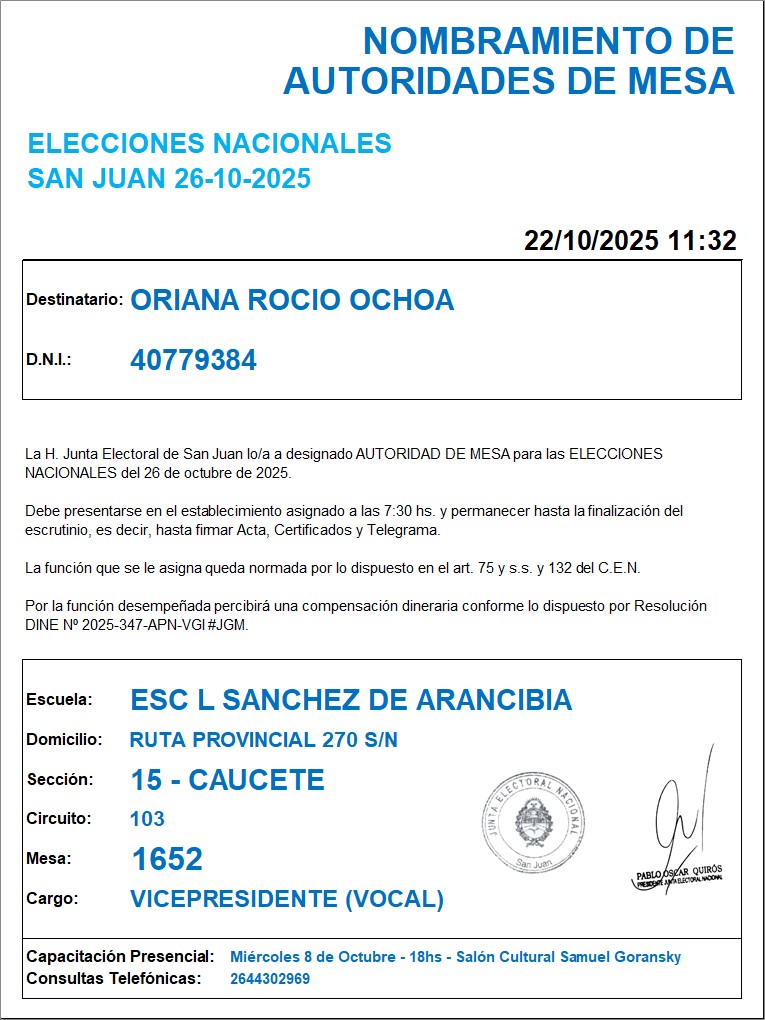 NOMBRAMIENTO DE
AUTORIDADES DE MESA
ELECCIONES NACIONALES
SAN JUAN 26-10-2025
22/10/2025 11:32
Destinatario: ORIANA ROCIO OCHOA
D.N.I.: 40779384
La H. Junta Electoral de San Juan lo/a a designado AUTORIDAD DE MESA para las ELECCIONES
NACIONALES del 26 de octubre de 2025.
Debe presentarse en el establecimiento asignado a las 7:30 hs. y permanecer hasta la finalización del
escrutinio, es decir, hasta firmar Acta, Certificados y Telegrama.
La función que se le asigna queda normada por lo dispuesto en el art. 75 y s.s. y 132 del C.E.N.
Por la función desempeñada percibirá una compensación dineraria conforme lo dispuesto por Resolución
DINE Nº 2025-347-APN-VGI#JGM.
Escuela: ESC L SANCHEZ DE ARANCIBIA
Domicilio: RUTA PROVINCIAL 270 S/N
Sección: 15 - CAUCETE
Circuito: 103
Mesa: 1652
Cargo: VICEPRESIDENTE (VOCAL)
JUNTA ELECTORAL NACIONAL
San Juan
PABLO OSCAR QUIRÓS
PRESIDENTE JUNTA ELECTORAL NACIONAL
Capacitación Presencial: Miércoles 8 de Octubre - 18hs - Salón Cultural Samuel Goransky
Consultas Telefónicas: 2644302969